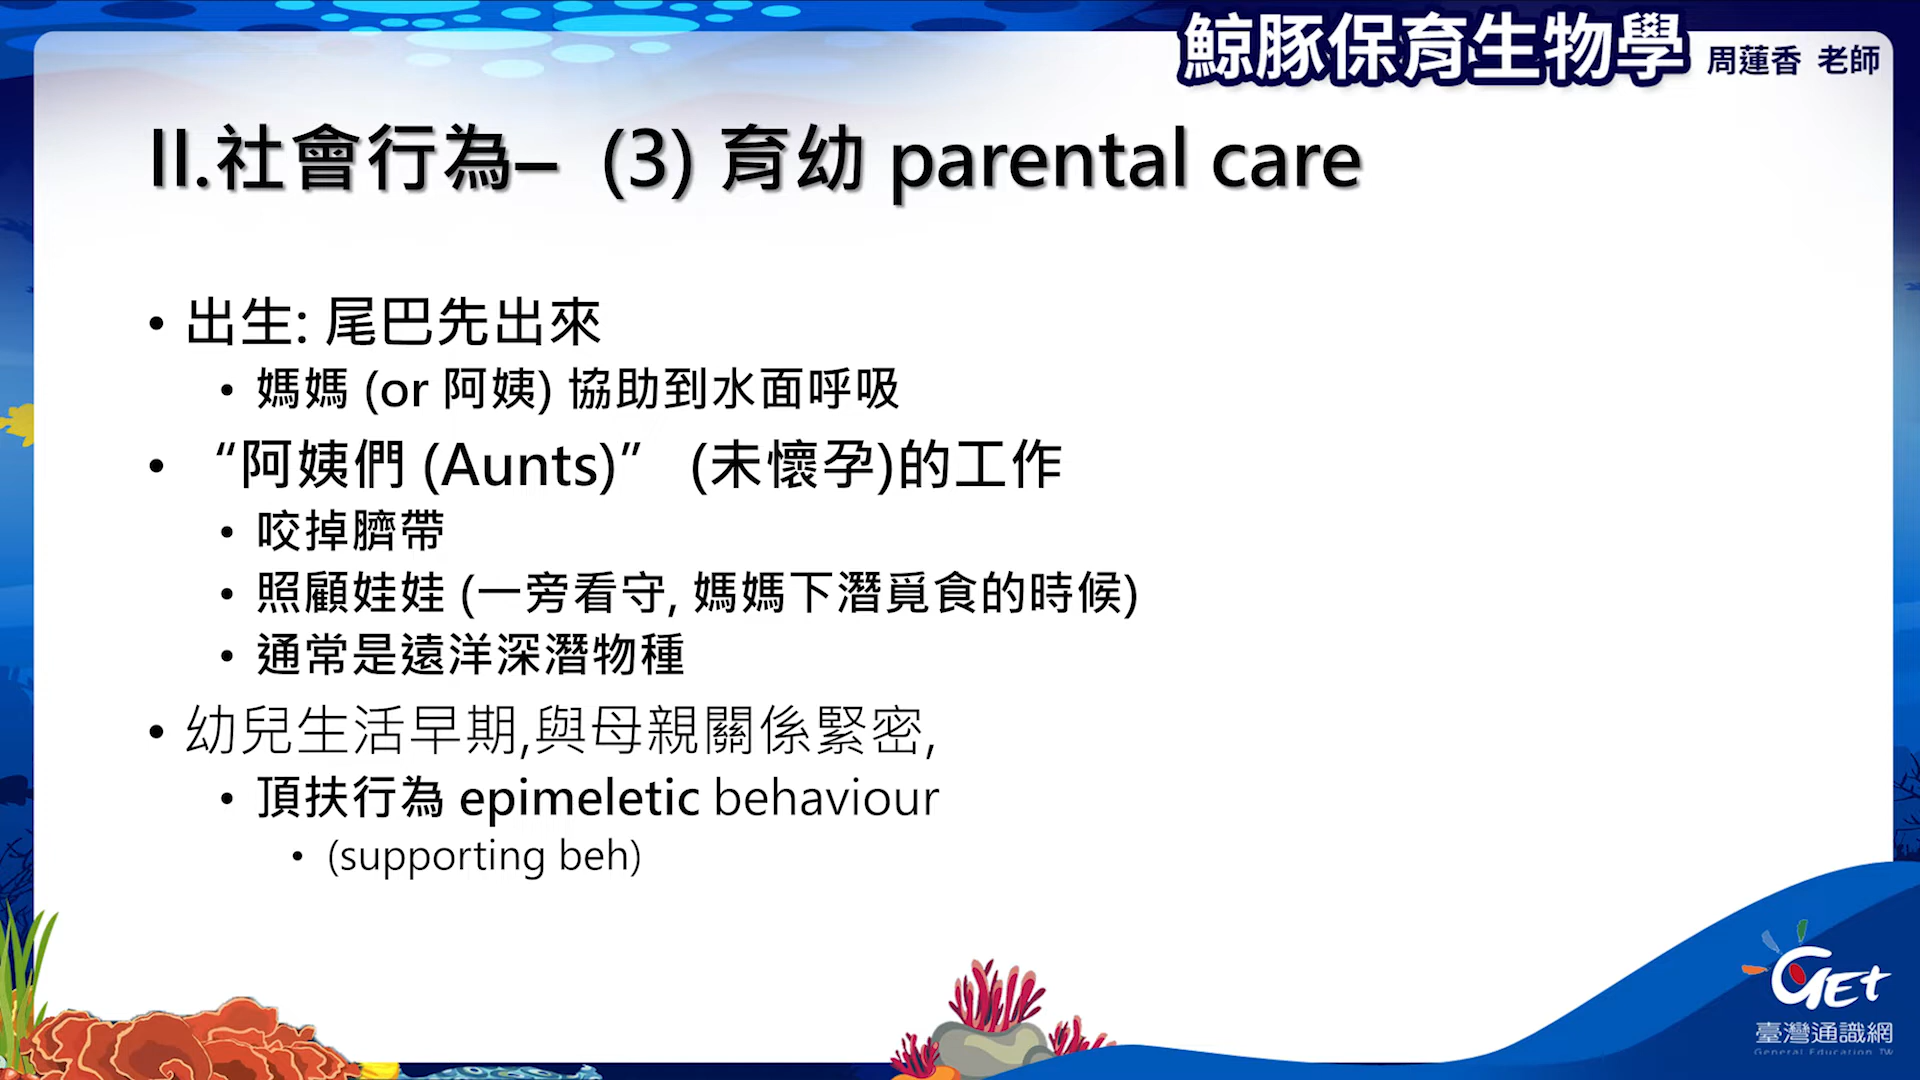 鯨豚保育生物學 周蓮香 老師
II.社會行為– (3) 育幼 parental care
• 出生: 尾巴先出來
• 媽媽 (or 阿姨) 協助到水面呼吸
• “阿姨們 (Aunts)” (未懷孕)的工作
• 咬掉臍帶
• 照顧娃娃 (一旁看守, 媽媽下潛覓食的時候)
• 通常是遠洋深潛物種
• 幼兒生活早期,與母親關係緊密,
• 頂扶行為 epimeletic behaviour
• (supporting beh)
GEt
臺灣通識網
General Education TW